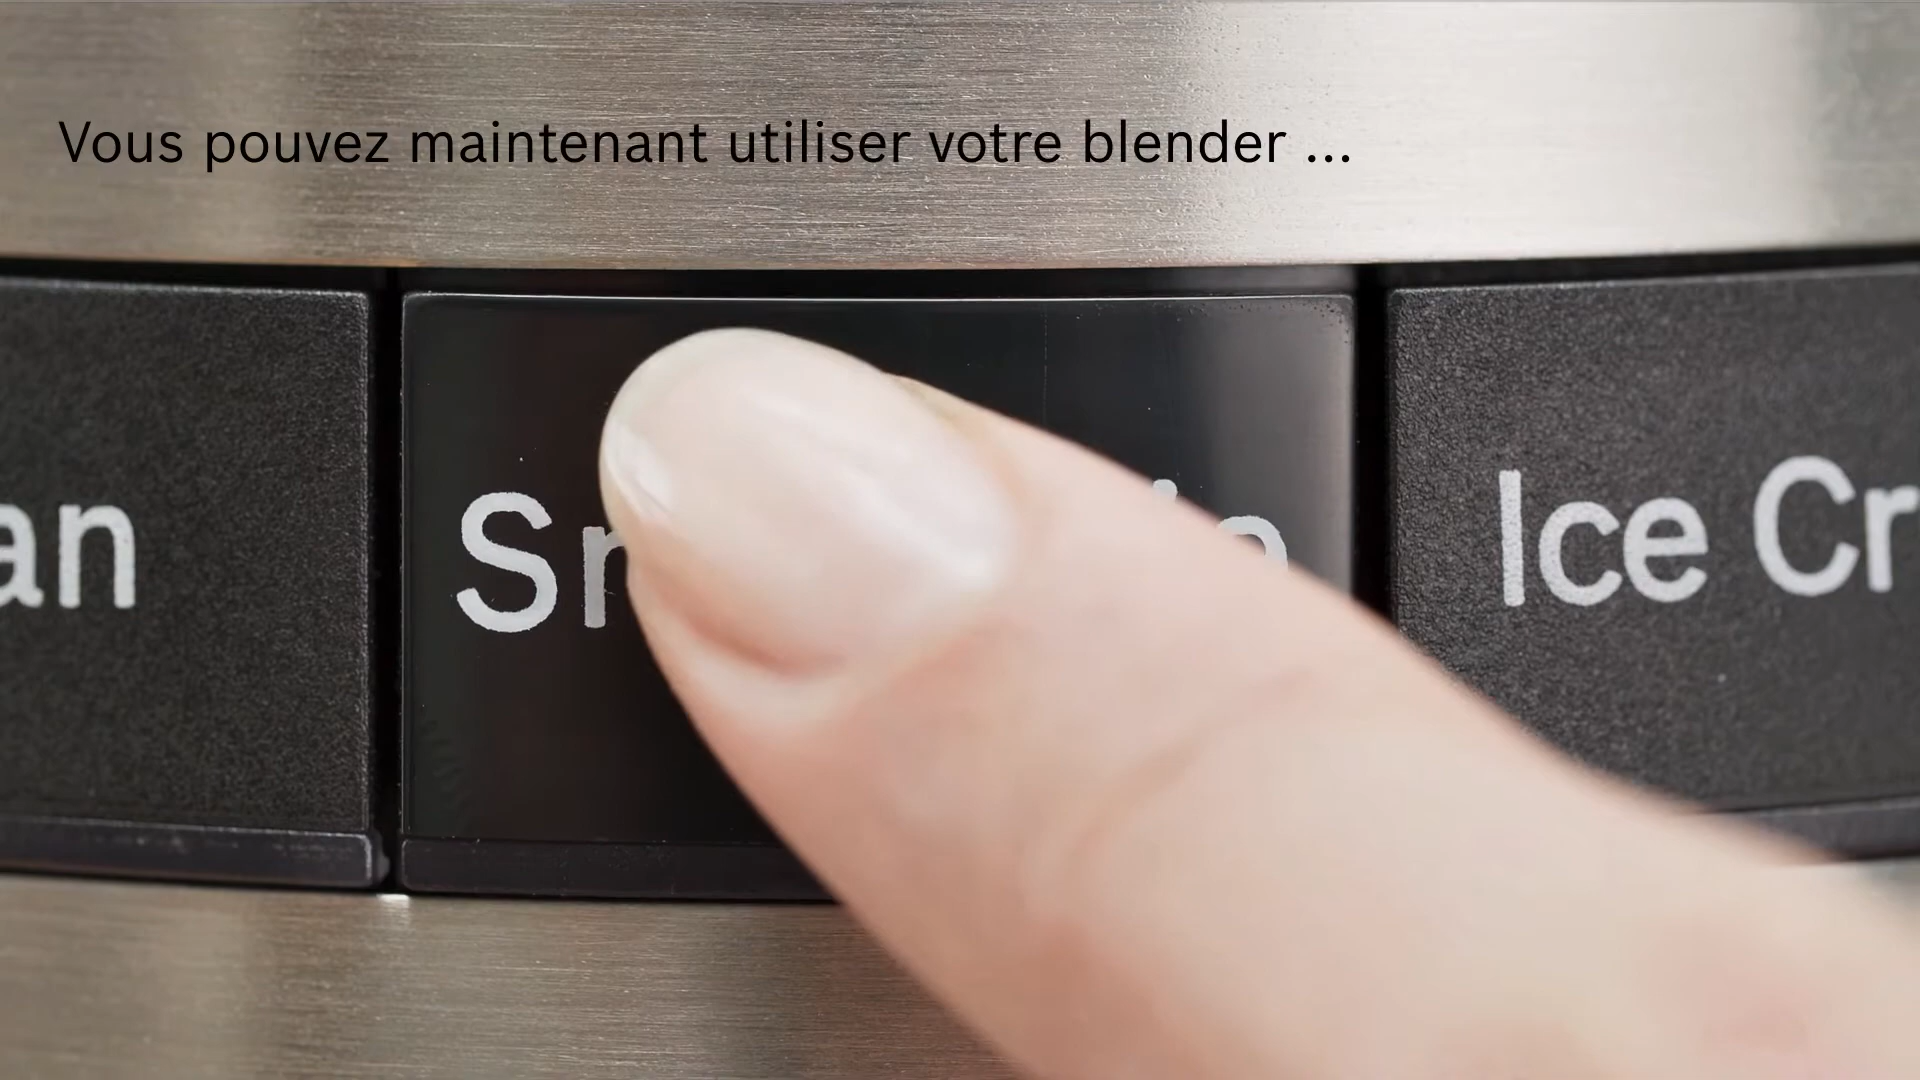 Vous pouvez maintenant utiliser votre blender ...
an
Ice Cr